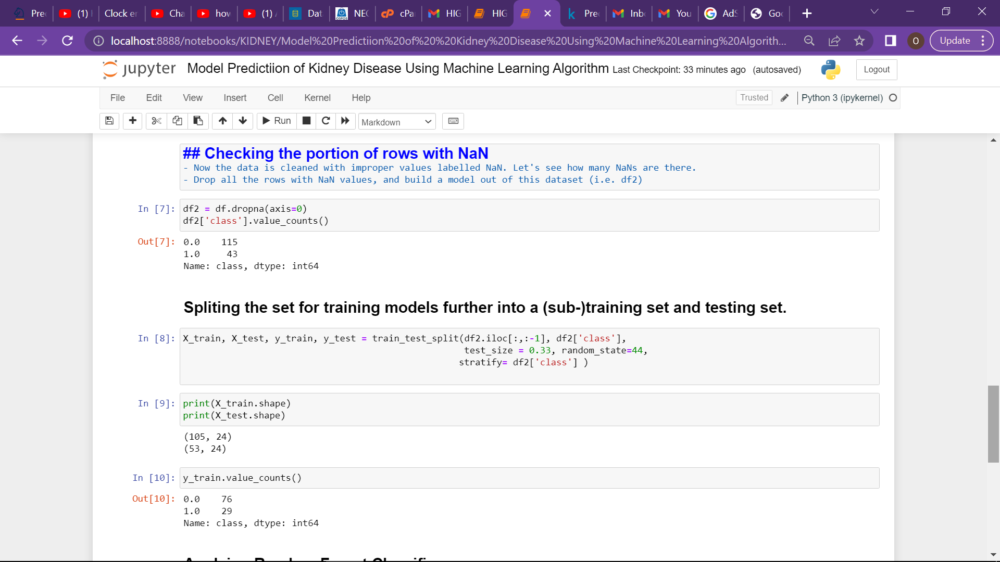 Pre
(1)
Clock er
Cha
how
(1)
Dat
NEC
cPa
HIG
HIG
Pre
Inb
You
AdS
Goo
localhost:8888/notebooks/KIDNEY/Model%20Predictiion%20of%20%20Kidney%20Disease%20Using%20Machine%20Learning%20Algorith...
O
Update
jupyter Model Predictiion of Kidney Disease Using Machine Learning Algorithm Last Checkpoint: 33 minutes ago (autosaved)
Logout
File Edit View Insert Cell Kernel Help
Trusted Python 3 (ipykernel)
Run Markdown
## Checking the portion of rows with NaN
- Now the data is cleaned with improper values labelled NaN. Let's see how many NaNs are there.
- Drop all the rows with NaN values, and build a model out of this dataset (i.e. df2)
In [7]: df2 = df.dropna(axis=0)
df2['class'].value_counts()
Out[7]: 0.0    115
1.0     43
Name: class, dtype: int64
Spliting the set for training models further into a (sub-)training set and testing set.
In [8]: X_train, X_test, y_train, y_test = train_test_split(df2.iloc[:,:-1], df2['class'],
test_size = 0.33, random_state=44,
stratify= df2['class'] )
In [9]: print(X_train.shape)
print(X_test.shape)
(105, 24)
(53, 24)
In [10]: y_train.value_counts()
Out[10]: 0.0    76
1.0    29
Name: class, dtype: int64